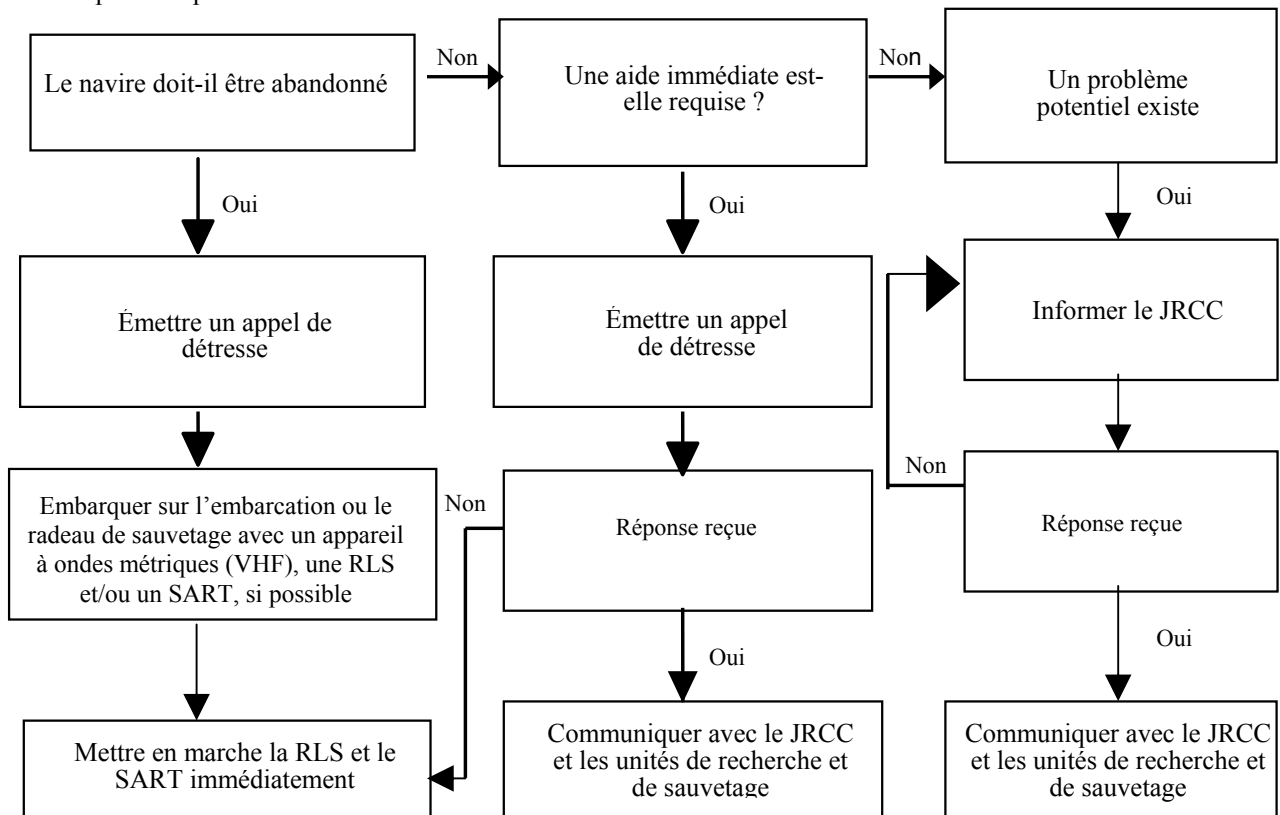 Le navire doit-il être abandonné
Non
Une aide immédiate est-
elle requise ?
Non
Un problème
potentiel existe
Oui
Oui
Oui
Émettre un appel de
détresse
Émettre un appel
de détresse
Informer le JRCC
Embarquer sur l’embarcation ou le
radeau de sauvetage avec un appareil
à ondes métriques (VHF), une RLS
et/ou un SART, si possible
Non
Réponse reçue
Non
Réponse reçue
Oui
Oui
Mettre en marche la RLS et le
SART immédiatement
Communiquer avec le JRCC
et les unités de recherche et
de sauvetage
Communiquer avec le JRCC
et les unités de recherche et
de sauvetage